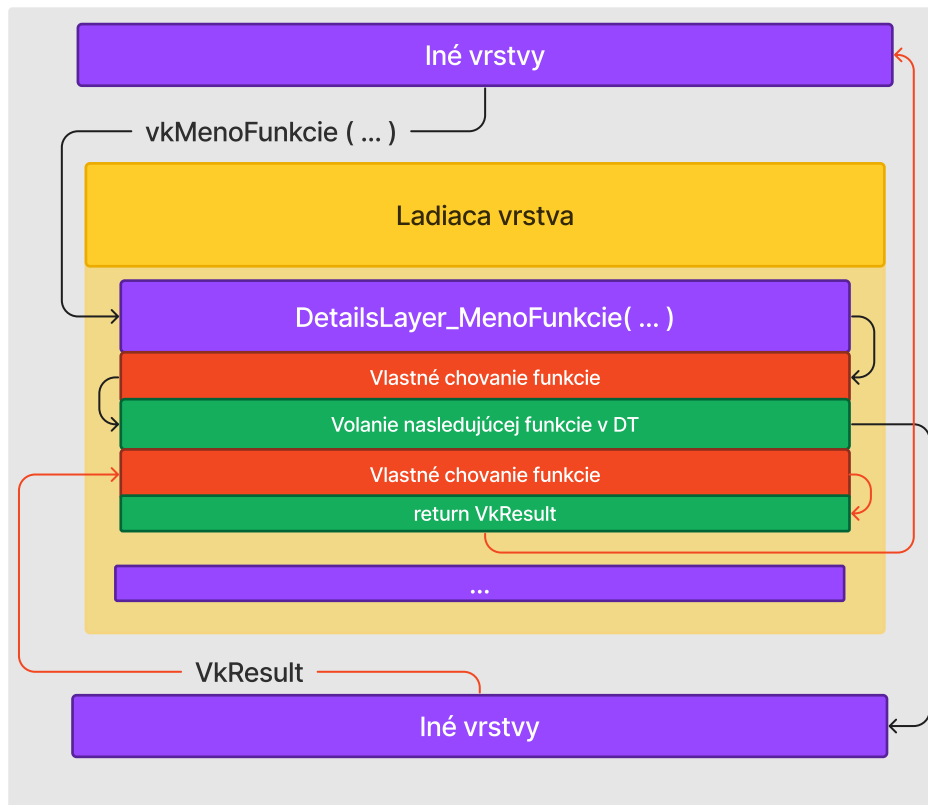 Iné vrstvy
vkMenoFunkcie ( ... )
Ladiaca vrstva
DetailsLayer_MenoFunkcie( ... )
Vlastné chovanie funkcie
Volanie nasledujúcej funkcie v DT
Vlastné chovanie funkcie
return VkResult
...
VkResult
Iné vrstvy